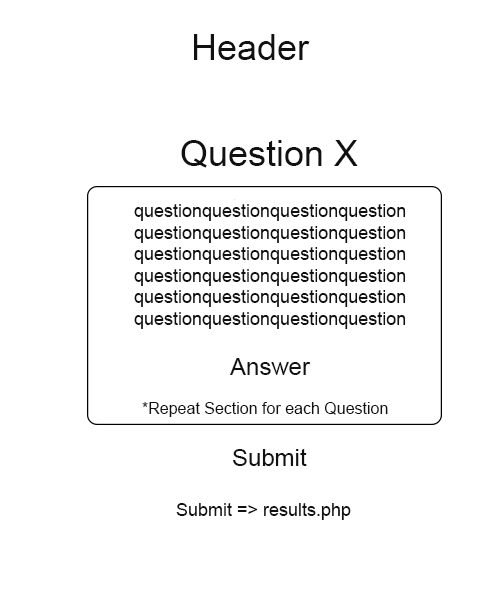 Header
Question X
questionquestionquestionquestion
questionquestionquestionquestion
questionquestionquestionquestion
questionquestionquestionquestion
questionquestionquestionquestion
questionquestionquestionquestion
Answer
*Repeat Section for each Question
Submit
Submit => results.php